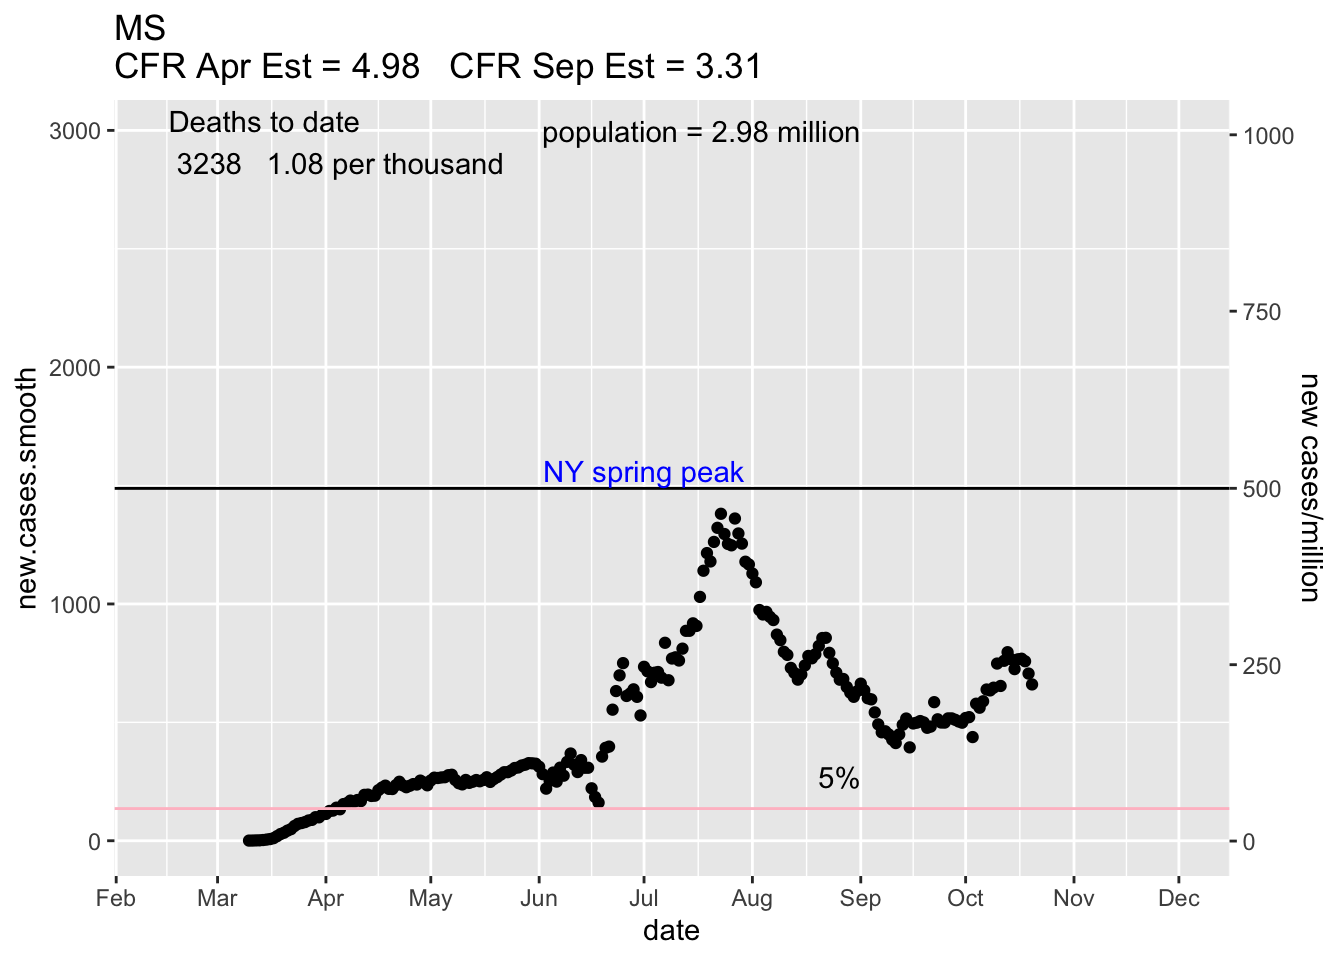 MS
CFR Apr Est = 4.98   CFR Sep Est = 3.31
Deaths to date
3238   1.08 per thousand
population = 2.98 million
NY spring peak
5%
new.cases.smooth
3000
2000
1000
0
1000
750
500
250
0
new cases/million
Feb Mar Apr May Jun Jul Aug Sep Oct Nov Dec
date